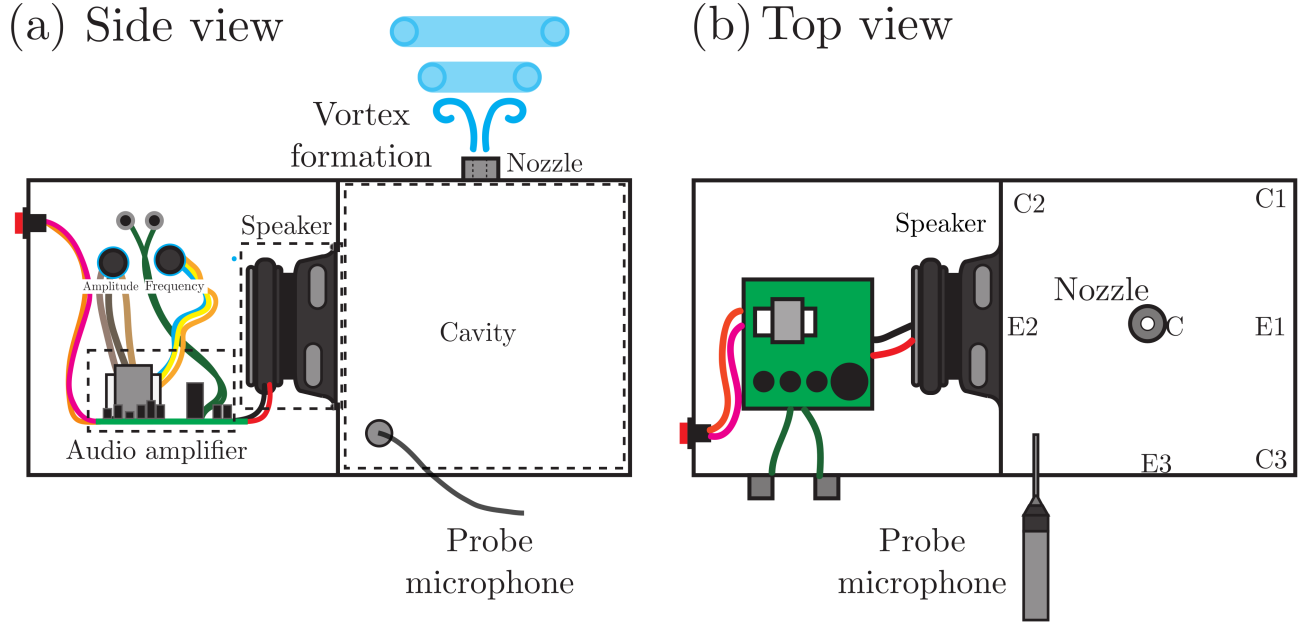 (a) Side view
Vortex
formation
Nozzle
Speaker
Amplitude Frequency
Cavity
Audio amplifier
Probe
microphone
(b) Top view
C2
C1
Speaker
Nozzle
E2
C
E1
E3
C3
Probe
microphone